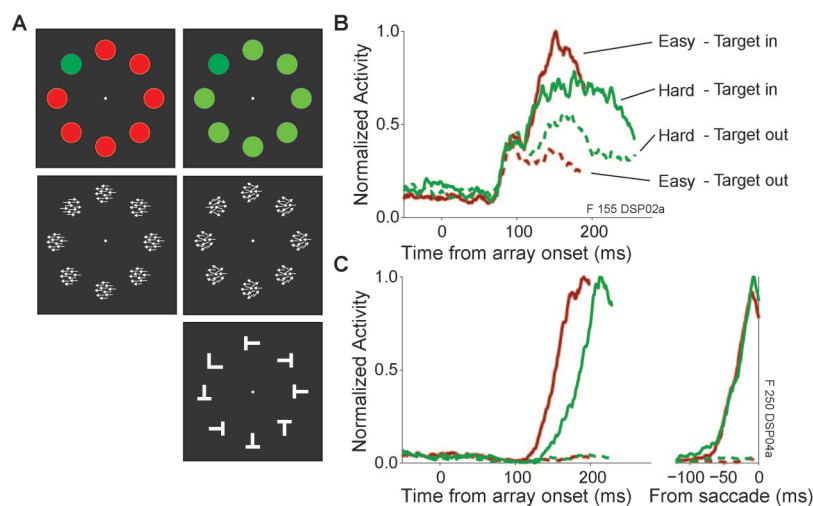 A
B
1.0
0.5
0.0
Normalized Activity
Easy - Target in
Hard - Target in
Hard - Target out
Easy - Target out
F 155 DSP02a
0
100
200
Time from array onset (ms)
C
1.0
0.5
0.0
Normalized Activity
0
100
200
Time from array onset (ms)
F 250 DSP04a
−100
−50
0
From saccade (ms)